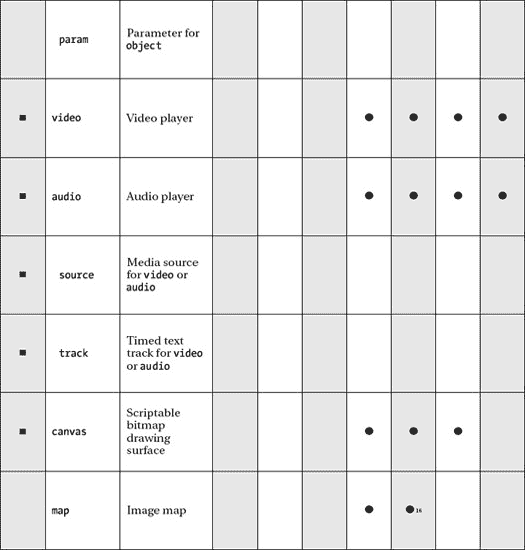 param
Parameter for
object
■
video
Video player
● ● ● ●
■
audio
Audio player
● ● ● ●
■
source
Media source
for video or
audio
■
track
Timed text
track for video
or audio
■
canvas
Scriptable
bitmap
drawing
surface
● ● ●
map
Image map
● ●16